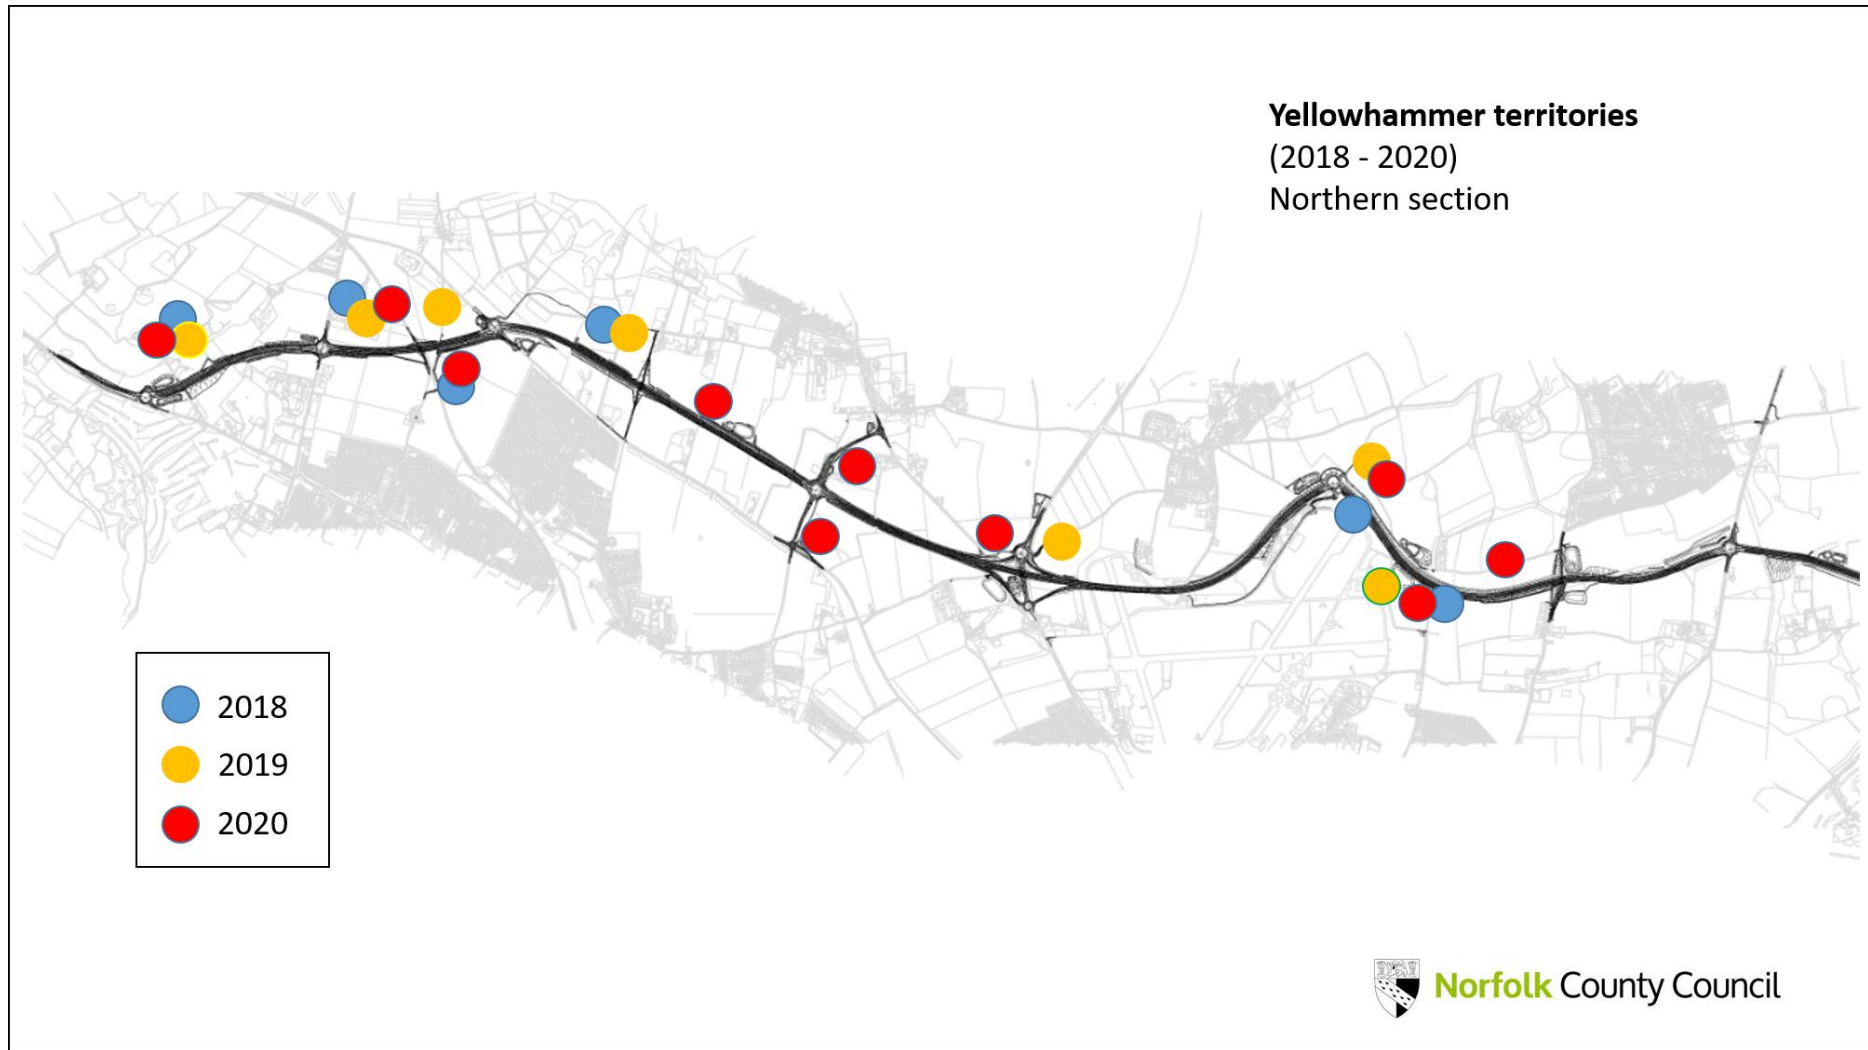 Yellowhammer territories
(2018 - 2020)
Northern section
2018
2019
2020
Norfolk County Council